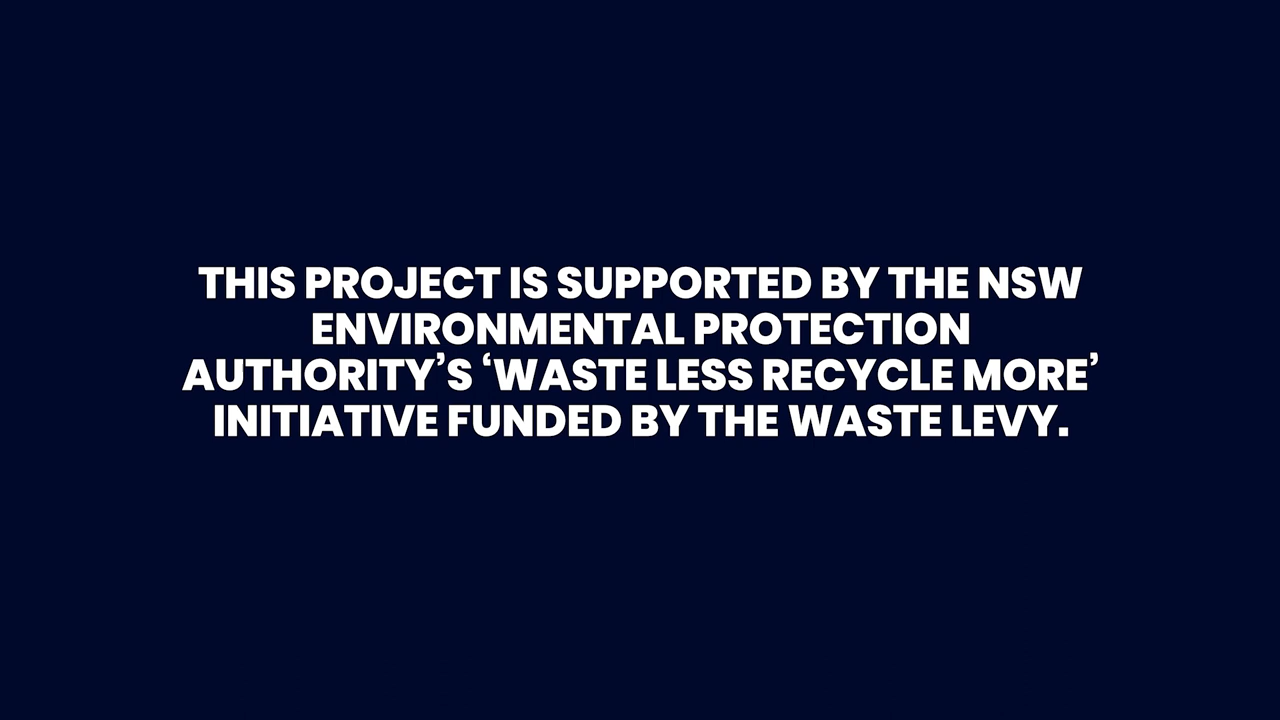 THIS PROJECT IS SUPPORTED BY THE NSW
ENVIRONMENTAL PROTECTION
AUTHORITY’S ‘WASTE LESS RECYCLE MORE’
INITIATIVE FUNDED BY THE WASTE LEVY.